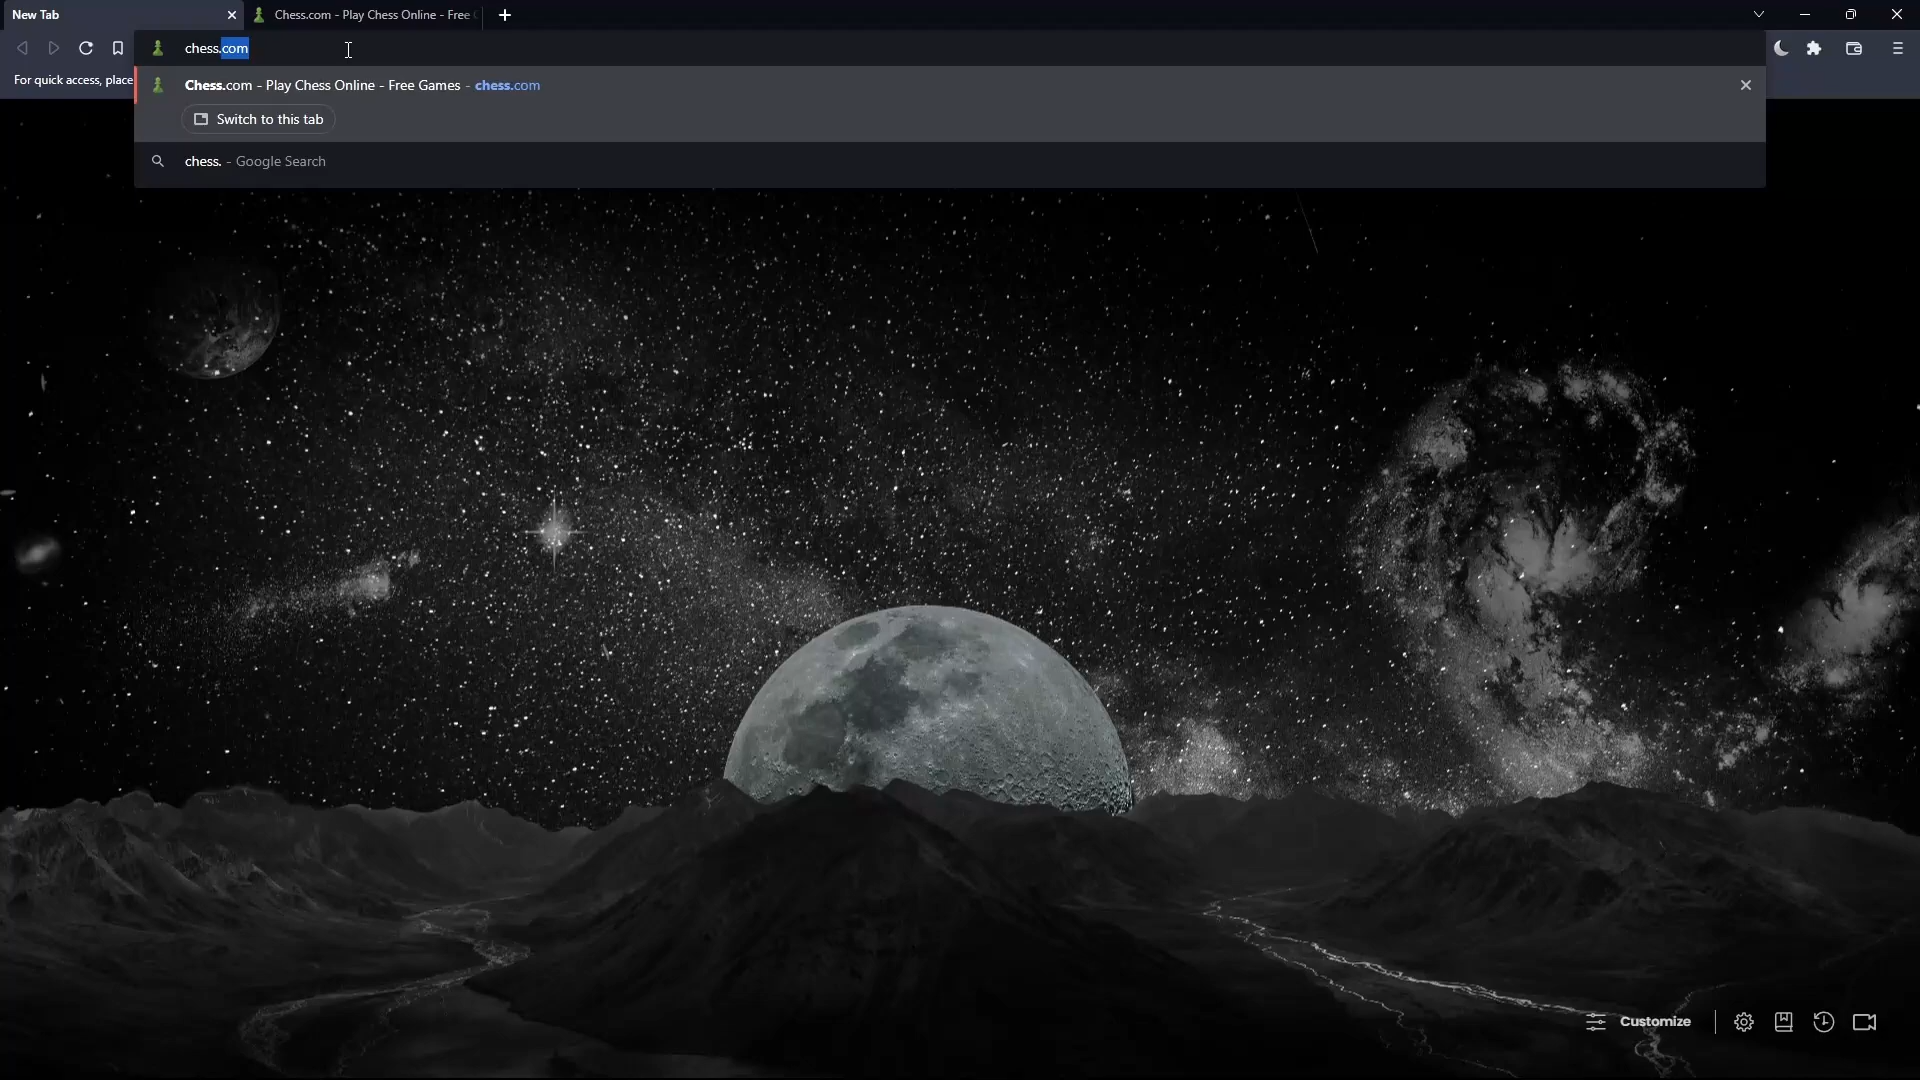 New Tab
Chess.com - Play Chess Online - Free
chess.com
For quick access, place
Chess.com - Play Chess Online - Free Games - chess.com
Switch to this tab
chess. - Google Search
Customize